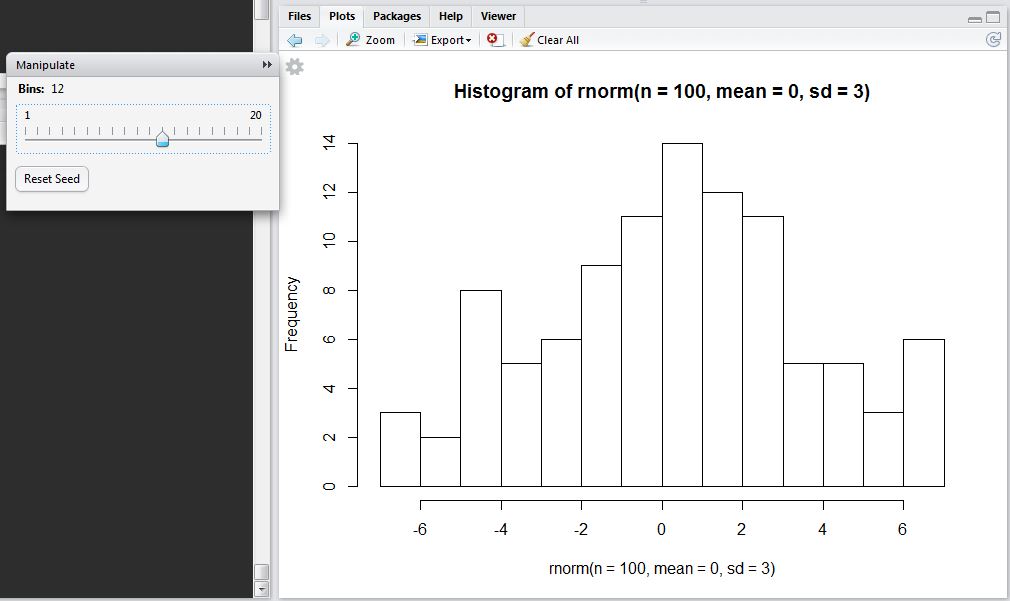 Files Plots Packages Help Viewer
Zoom Export Clear All
Manipulate
Bins: 12
1 20
Reset Seed
Histogram of rnorm(n = 100, mean = 0, sd = 3)
Frequency
14
12
10
8
6
4
2
0
-6 -4 -2 0 2 4 6
rnorm(n = 100, mean = 0, sd = 3)